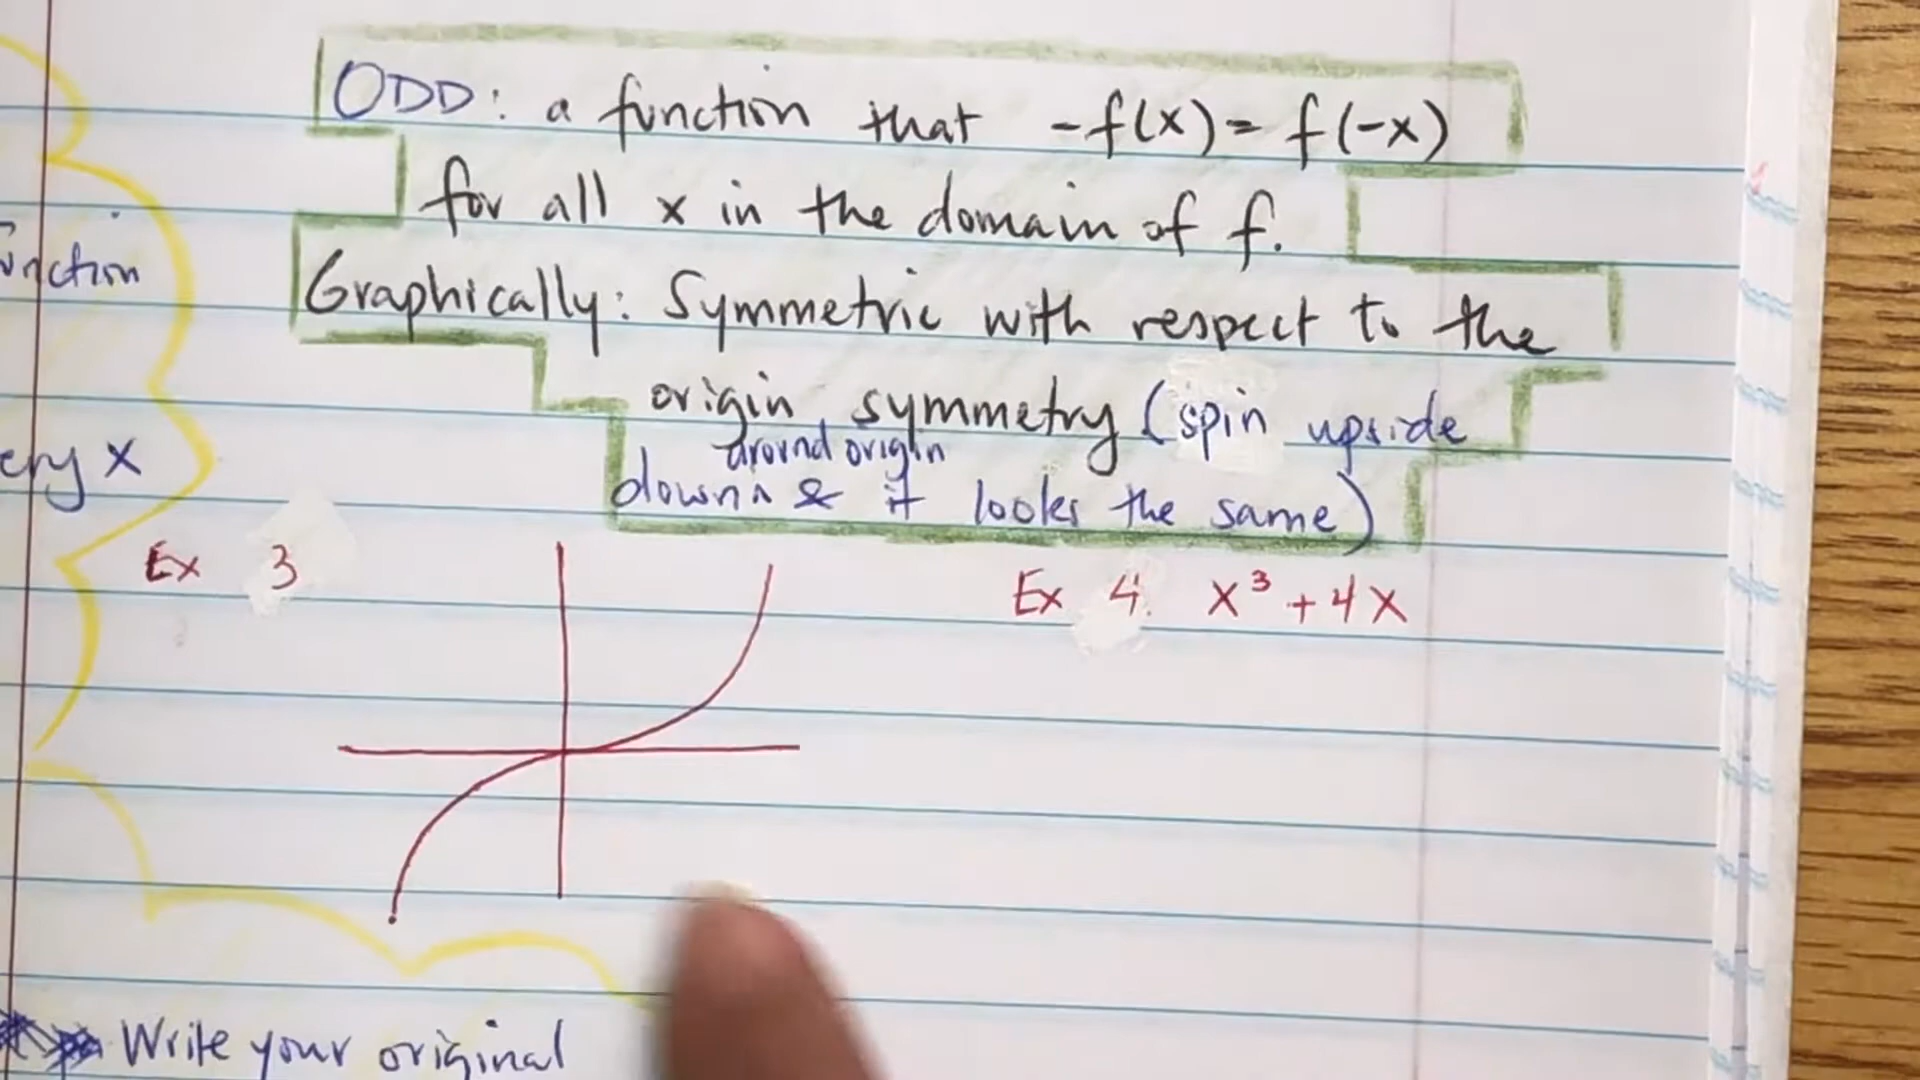 ODD: a function that -f(x) = f(-x)
for all x in the domain of f.
Graphically: Symmetric with respect to the
origin symmetry (spin upside
around origin
down ʌ & it looks the same)
Ex 3
Ex 4. x³ + 4x
x
Write your original